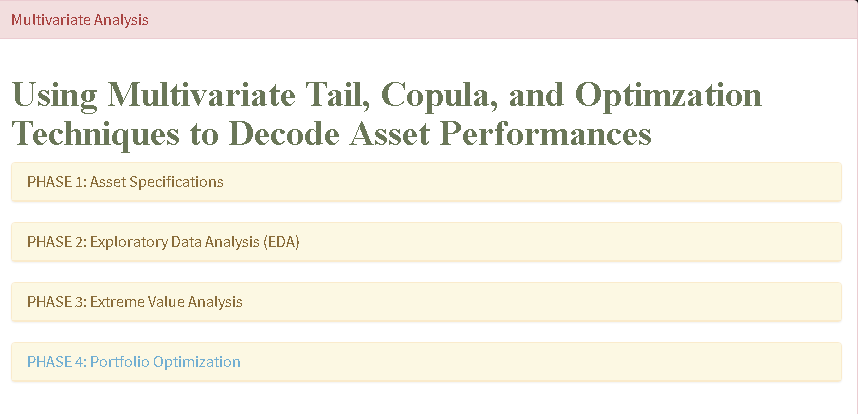 Multivariate Analysis
Using Multivariate Tail, Copula, and Optimzation
Techniques to Decode Asset Performances
PHASE 1: Asset Specifications
PHASE 2: Exploratory Data Analysis (EDA)
PHASE 3: Extreme Value Analysis
PHASE 4: Portfolio Optimization